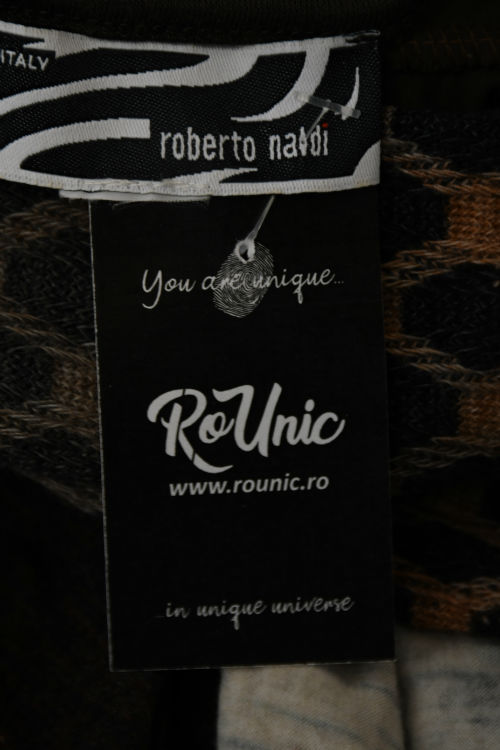 ITALY
roberto naldi
You are unique...
RoUnic
www.rounic.ro
...in unique universe